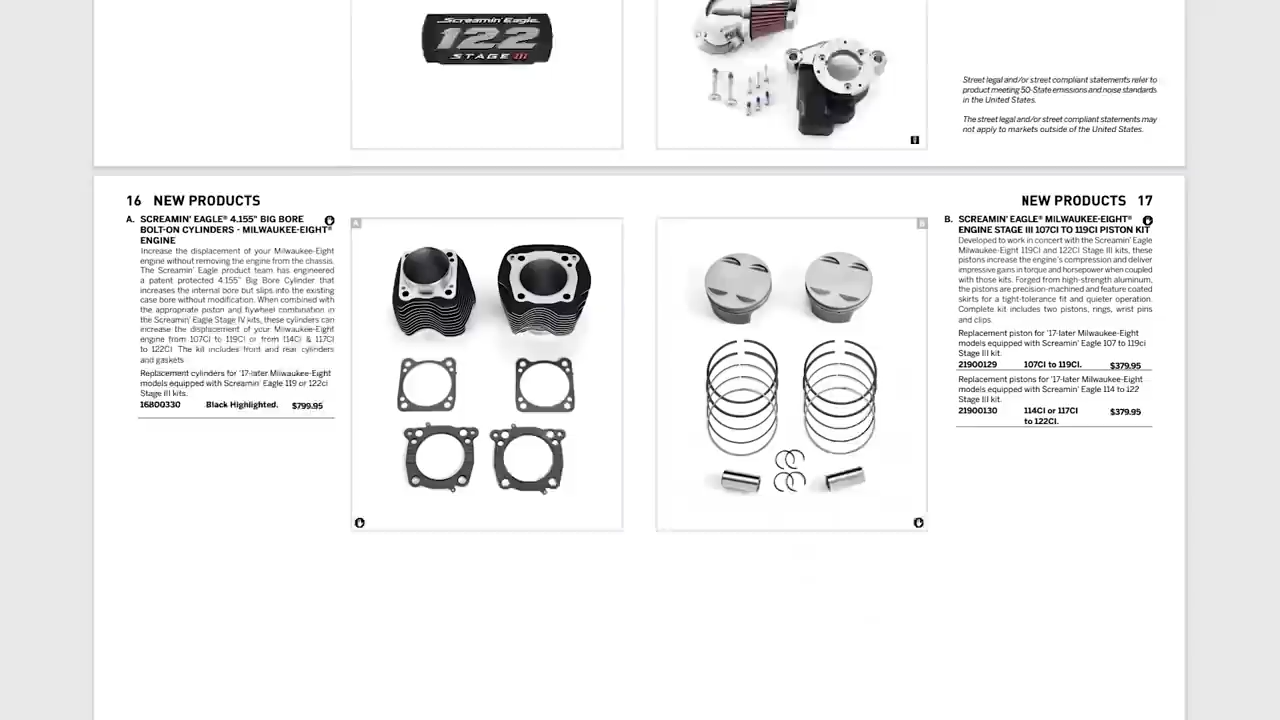 Screamin' Eagle
122
STAGE III
Street legal and/or street compliant statements refer to
product meeting 50-State emissions and noise standards
in the United States.
The street legal and/or street compliant statements may
not apply to markets outside of the United States.
16 NEW PRODUCTS
A. SCREAMIN' EAGLE® 4.155" BIG BORE
BOLT-ON CYLINDERS - MILWAUKEE-EIGHT®
ENGINE
Increase the displacement of your Milwaukee-Eight
engine without removing the engine from the chassis.
The Screamin' Eagle product team has engineered
a patent protected 4.155" Big Bore Cylinder that
increases the internal bore but slips into the existing
case bore without modification. When combined with
the appropriate piston and flywheel combination in
the Screamin' Eagle Stage IV kits, these cylinders can
increase the displacement of your Milwaukee-Eight
engine from 107CI to 119CI or from 114CI & 117CI
to 122CI. The kit includes front and rear cylinders
and gaskets
Replacement cylinders for '17-later Milwaukee-Eight
models equipped with Screamin' Eagle 119 or 122ci
Stage III kits.
16800330 Black Highlighted. $799.95
A
B
NEW PRODUCTS 17
B. SCREAMIN' EAGLE® MILWAUKEE-EIGHT®
ENGINE STAGE III 107CI TO 119CI PISTON KIT
Developed to work in concert with the Screamin' Eagle
Milwaukee-Eight 119CI and 122CI Stage III kits, these
pistons increase the engine's compression and deliver
impressive gains in torque and horsepower when coupled
with those kits. Forged from high-strength aluminum,
the pistons are precision-machined and feature coated
skirts for a tight-tolerance fit and quieter operation.
Complete kit includes two pistons, rings, wrist pins
and clips.
Replacement piston for '17-later Milwaukee-Eight
models equipped with Screamin' Eagle 107 to 119ci
Stage III kit.
21900129 107CI to 119CI. $379.95
Replacement pistons for '17-later Milwaukee-Eight
models equipped with Screamin' Eagle 114 to 122
Stage III kit.
21900130 114CI or 117CI $379.95
to 122CI.